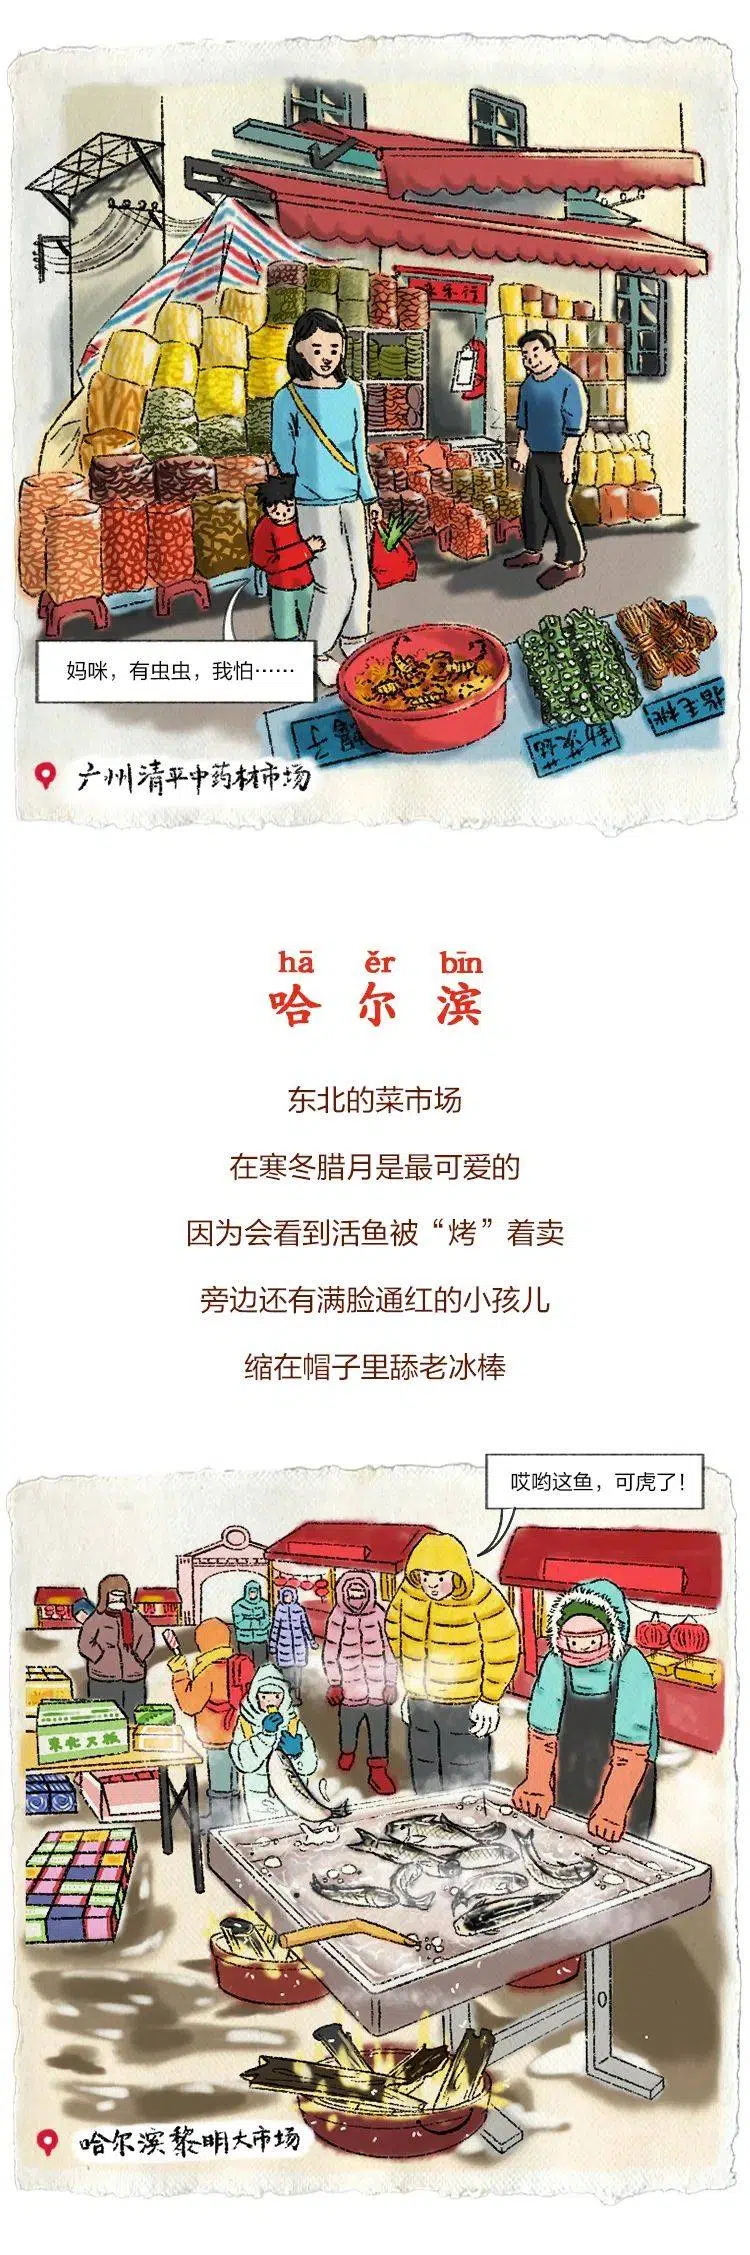 妈咪，有虫虫，我怕……
广州清平中药材市场
hā ěr bīn
哈尔滨
东北的菜市场
在寒冬腊月是最可爱的
因为会看到活鱼被“烤”着卖
旁边还有满脸通红的小孩儿
缩在帽子里舔老冰棒
哎哟这鱼，可虎了！
东北大板
哈尔滨黎明大市场